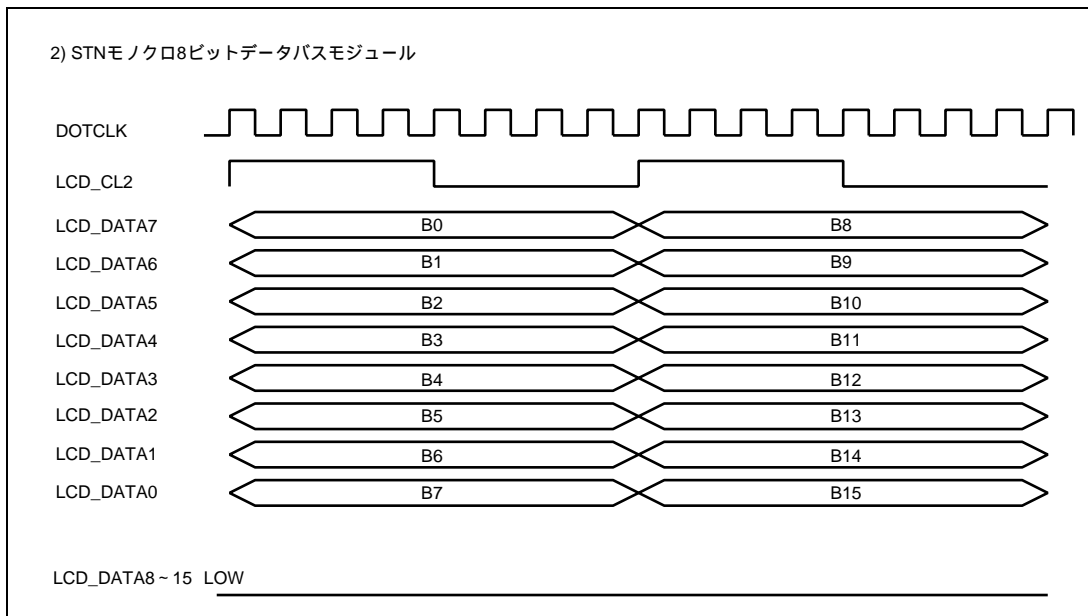 2) STNモノクロ8ビットデータバスモジュール
DOTCLK
LCD_CL2
LCD_DATA7 B0 B8
LCD_DATA6 B1 B9
LCD_DATA5 B2 B10
LCD_DATA4 B3 B11
LCD_DATA3 B4 B12
LCD_DATA2 B5 B13
LCD_DATA1 B6 B14
LCD_DATA0 B7 B15
LCD_DATA8~15 LOW